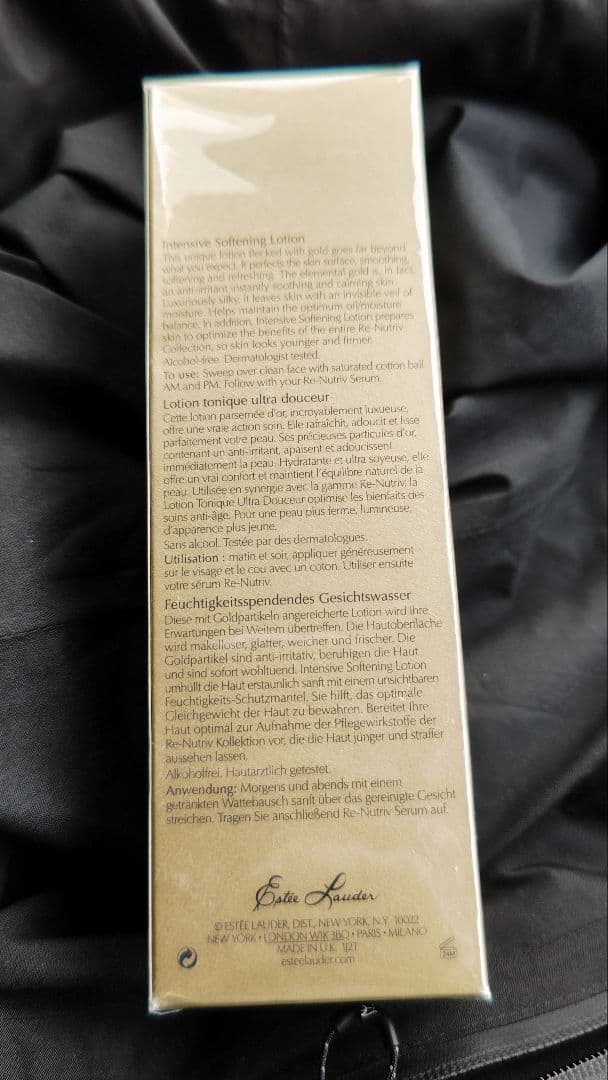 Intensive Softening Lotion
This unique lotion flecked with gold goes far beyond
what you expect. It perfects the skin surface, smoothing,
softening and refreshing. The elemental gold is, in fact,
an anti-irritant instantly soothing and calming skin.
Luxuriously silky, it leaves skin with an invisible veil of
moisture. Helps maintain the optimum oil/moisture
balance. In addition, Intensive Softening Lotion prepares
skin to optimize the benefits of the entire Re-Nutriv
Collection, so skin looks younger and firmer.
Alcohol-free. Dermatologist tested.
To use: Sweep over clean face with saturated cotton ball
AM and PM. Follow with your Re-Nutriv Serum.
Lotion tonique ultra douceur
Cette lotion parsemée d'or, incroyablement luxueuse,
offre une vraie action soin. Elle rafraîchit, adoucit et lisse
parfaitement votre peau. Ses précieuses particules d'or,
contenant un anti-irritant, apaisent et adoucissent
immédiatement la peau. Hydratante et ultra soyeuse, elle
offre un vrai confort et maintient l'équilibre naturel de la
peau. Utilisée en synergie avec la gamme Re-Nutriv, la
Lotion Tonique Ultra Douceur optimise les bienfaits des
soins anti-âge. Pour une peau plus ferme, lumineuse,
d'apparence plus jeune.
Sans alcool. Testée par des dermatologues.
Utilisation : matin et soir, appliquer généreusement
sur le visage et le cou avec un coton. Utiliser ensuite
votre sérum Re-Nutriv.
Feuchtigkeitsspendendes Gesichtswasser
Diese mit Goldpartikeln angereicherte Lotion wird Ihre
Erwartungen bei Weitem übertreffen. Die Hautoberfläche
wird makelloser, glatter, weicher und frischer. Die
Goldpartikel sind anti-irritativ, beruhigen die Haut
und sind sofort wohltuend. Intensive Softening Lotion
umhüllt die Haut erstaunlich sanft mit einem unsichtbaren
Feuchtigkeits-Schutzmantel. Sie hilft, das optimale
Gleichgewicht der Haut zu bewahren. Bereitet Ihre
Haut optimal zur Aufnahme der Pflegewirkstoffe der
Re-Nutriv Kollektion vor, die die Haut jünger und straffer
aussehen lassen.
Alkoholfrei. Hautärztlich getestet.
Anwendung: Morgens und abends mit einem
getränkten Wattebausch sanft über das gereinigte Gesicht
streichen. Tragen Sie anschließend Re-Nutriv Serum auf.
Estée Lauder
©ESTÉE LAUDER, DIST., NEW YORK, N.Y. 10022
NEW YORK • LONDON W1K 3BQ • PARIS • MILANO
MADE IN U.K. 1J2T
esteelauder.com
24M